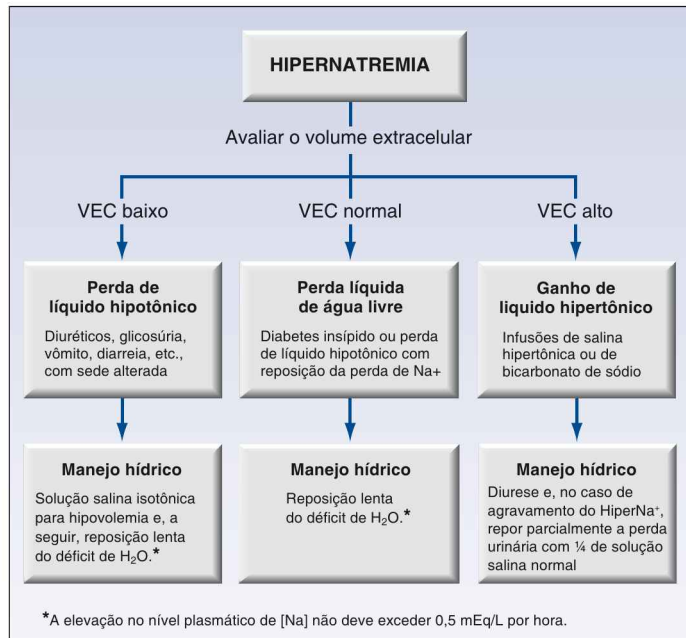 HIPERNATREMIA
Avaliar o volume extracelular
VEC baixo
VEC normal
VEC alto
Perda de
líquido hipotônico
Diuréticos, glicosúria,
vômito, diarreia, etc.,
com sede alterada
Perda líquida
de água livre
Diabetes insípido ou perda
de líquido hipotônico com
reposição da perda de Na+
Ganho de
liquido hipertônico
Infusões de salina
hipertônica ou de
bicarbonato de sódio
Manejo hídrico
Solução salina isotônica
para hipovolemia e, a
seguir, reposição lenta
do déficit de H₂O.*
Manejo hídrico
Reposição lenta
do déficit de H₂O.*
Manejo hídrico
Diurese e, no caso de
agravamento do HiperNa⁺,
repor parcialmente a perda
urinária com ¼ de solução
salina normal
*A elevação no nível plasmático de [Na] não deve exceder 0,5 mEq/L por hora.